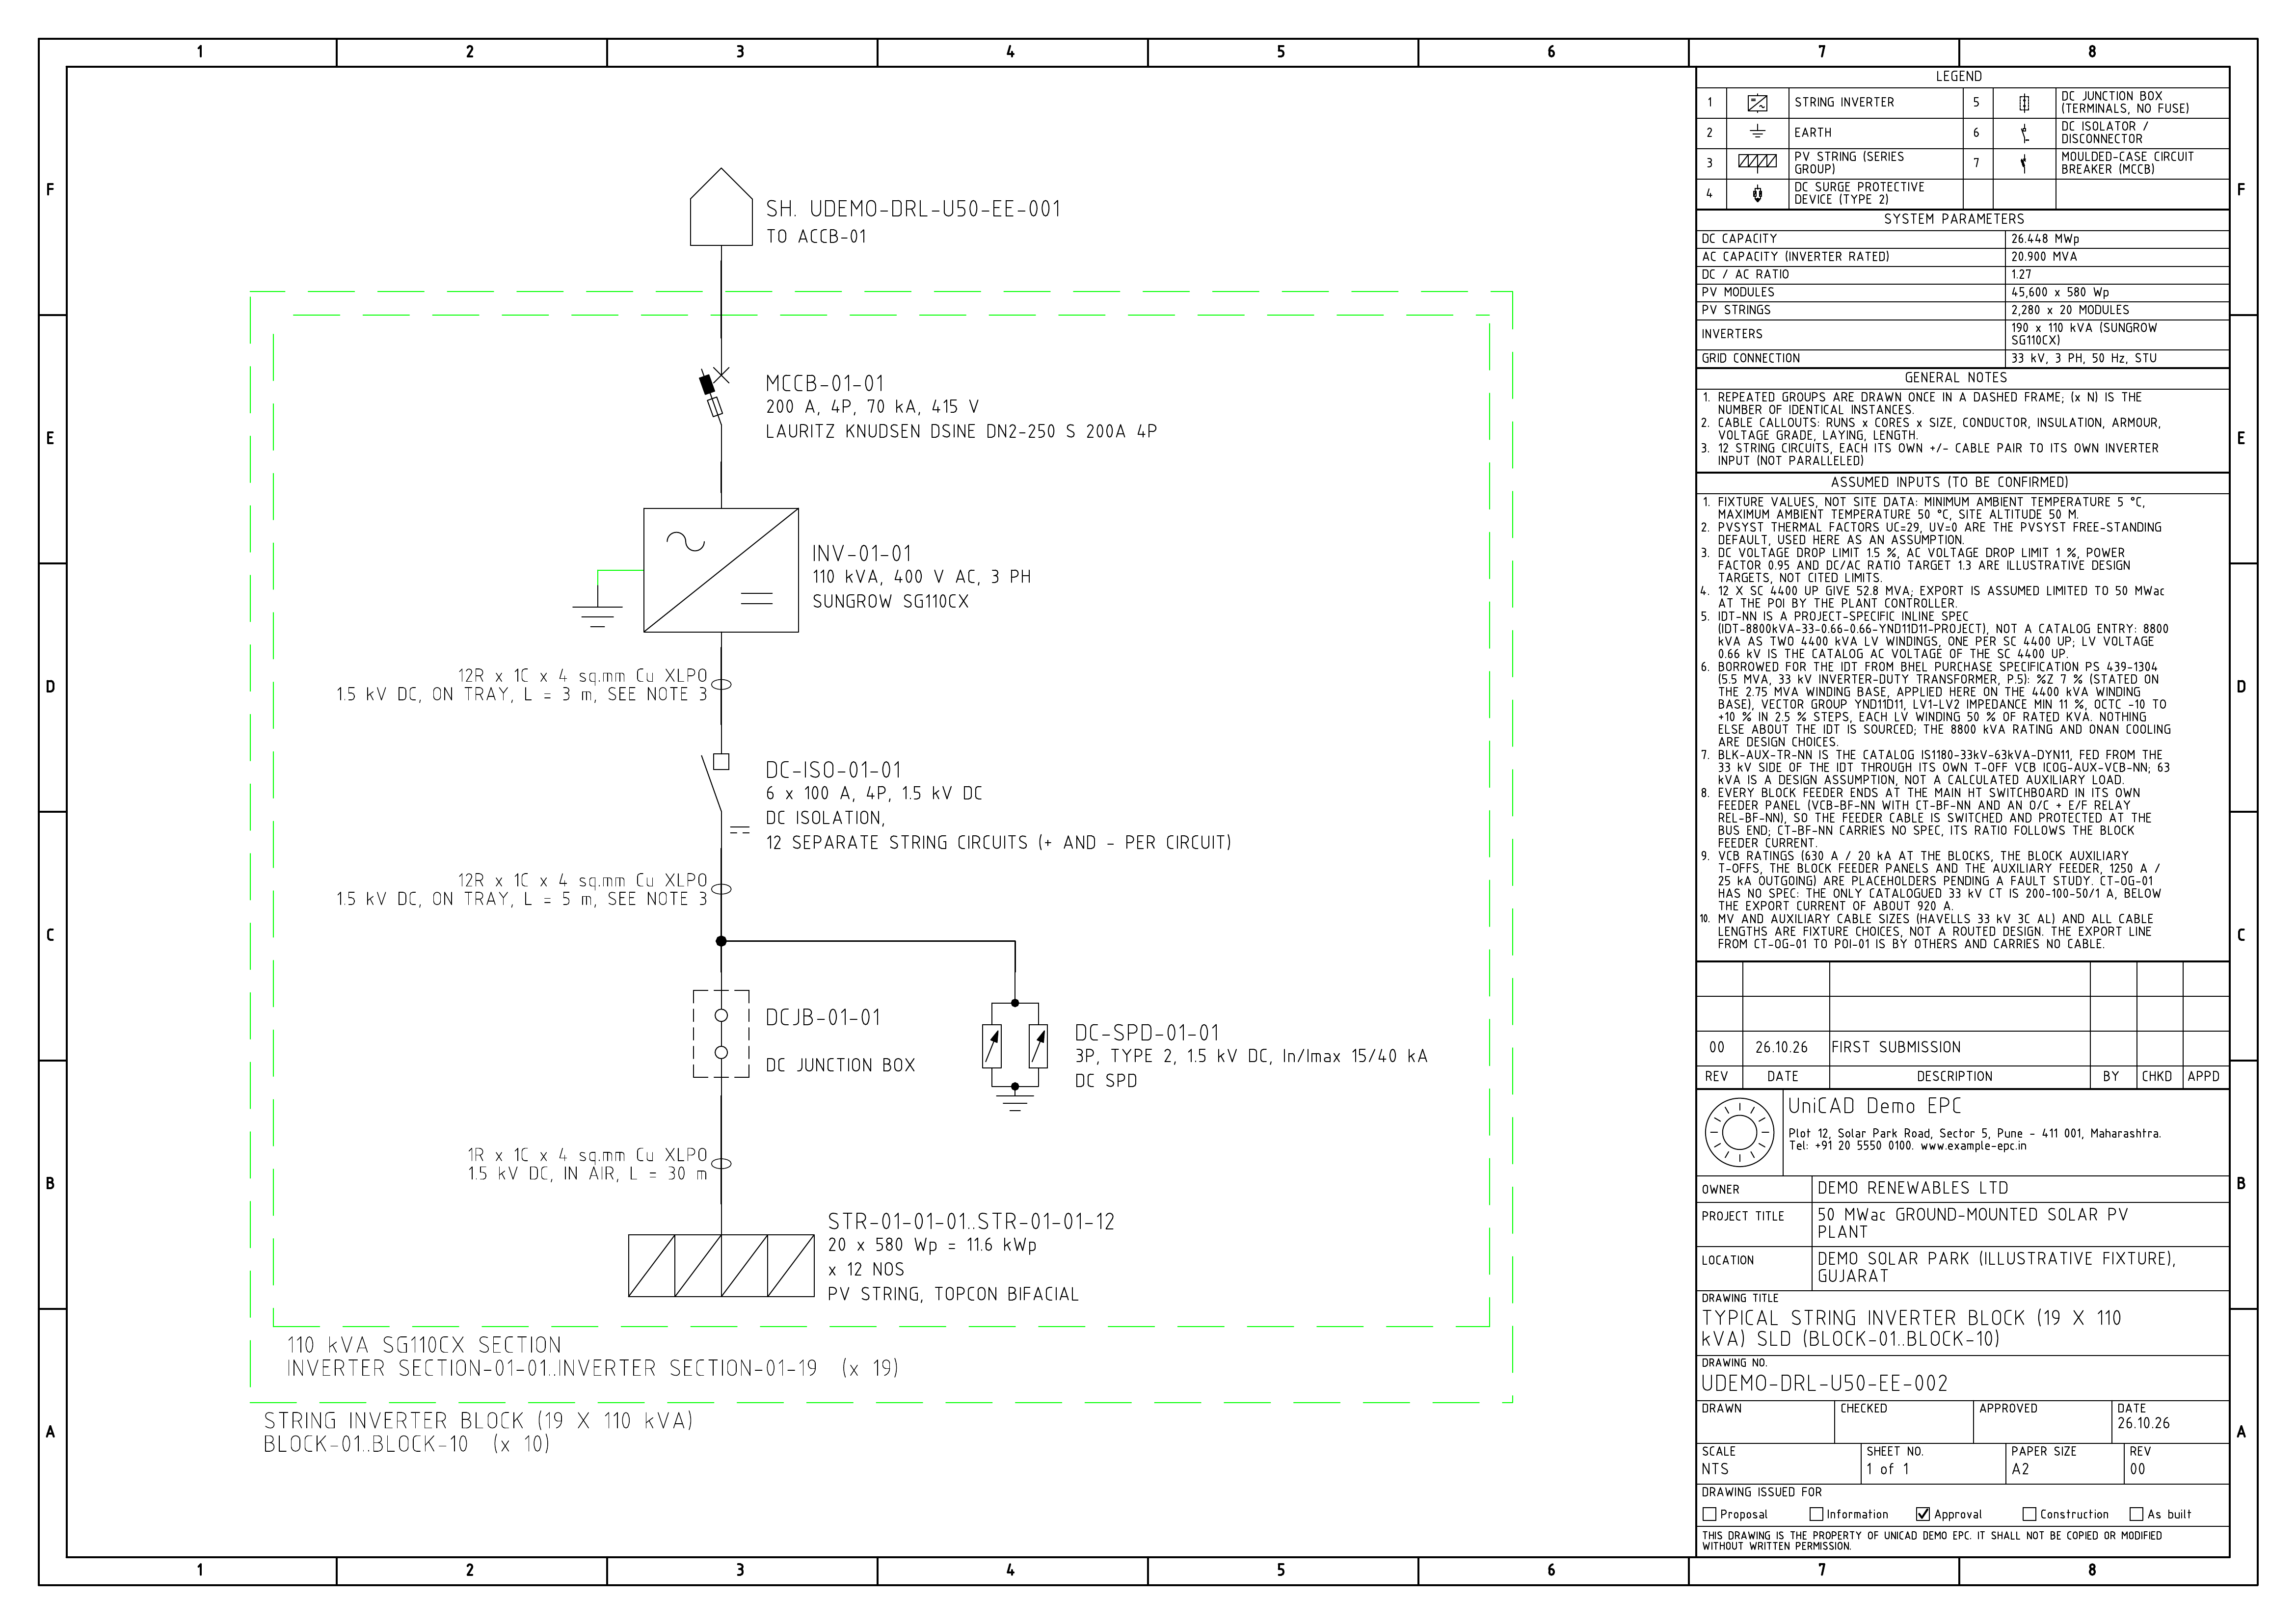 1 2 3 4 5 6 7 8
F
E
D
C
B
A
SH. UDEMO-DRL-U50-EE-001
TO ACCB-01
MCCB-01-01
200 A, 4P, 70 kA, 415 V
LAURITZ KNUDSEN DSINE DN2-250 S 200A 4P
INV-01-01
110 kVA, 400 V AC, 3 PH
SUNGROW SG110CX
12R x 1C x 4 sq.mm Cu XLPO
1.5 kV DC, ON TRAY, L = 3 m, SEE NOTE 3
DC-ISO-01-01
6 x 100 A, 4P, 1.5 kV DC
DC ISOLATION,
12 SEPARATE STRING CIRCUITS (+ AND - PER CIRCUIT)
12R x 1C x 4 sq.mm Cu XLPO
1.5 kV DC, ON TRAY, L = 5 m, SEE NOTE 3
DCJB-01-01
DC JUNCTION BOX
DC-SPD-01-01
3P, TYPE 2, 1.5 kV DC, In/Imax 15/40 kA
DC SPD
1R x 1C x 4 sq.mm Cu XLPO
1.5 kV DC, IN AIR, L = 30 m
STR-01-01-01..STR-01-01-12
20 x 580 Wp = 11.6 kWp
x 12 NOS
PV STRING, TOPCON BIFACIAL
110 kVA SG110CX SECTION
INVERTER SECTION-01-01..INVERTER SECTION-01-19 (x 19)
STRING INVERTER BLOCK (19 X 110 kVA)
BLOCK-01..BLOCK-10 (x 10)
LEGEND
1 STRING INVERTER
2 EARTH
3 PV STRING (SERIES
GROUP)
4 DC SURGE PROTECTIVE
DEVICE (TYPE 2)
5 DC JUNCTION BOX
(TERMINALS, NO FUSE)
6 DC ISOLATOR /
DISCONNECTOR
7 MOULDED-CASE CIRCUIT
BREAKER (MCCB)
SYSTEM PARAMETERS
DC CAPACITY 26.448 MWp
AC CAPACITY (INVERTER RATED) 20.900 MVA
DC / AC RATIO 1.27
PV MODULES 45,600 x 580 Wp
PV STRINGS 2,280 x 20 MODULES
INVERTERS 190 x 110 kVA (SUNGROW
SG110CX)
GRID CONNECTION 33 kV, 3 PH, 50 Hz, STU
GENERAL NOTES
1. REPEATED GROUPS ARE DRAWN ONCE IN A DASHED FRAME; (x N) IS THE
NUMBER OF IDENTICAL INSTANCES.
2. CABLE CALLOUTS: RUNS x CORES x SIZE, CONDUCTOR, INSULATION, ARMOUR,
VOLTAGE GRADE, LAYING, LENGTH.
3. 12 STRING CIRCUITS, EACH ITS OWN +/- CABLE PAIR TO ITS OWN INVERTER
INPUT (NOT PARALLELED)
ASSUMED INPUTS (TO BE CONFIRMED)
1. FIXTURE VALUES, NOT SITE DATA: MINIMUM AMBIENT TEMPERATURE 5 °C,
MAXIMUM AMBIENT TEMPERATURE 50 °C, SITE ALTITUDE 50 M.
2. PVSYST THERMAL FACTORS UC=29, UV=0 ARE THE PVSYST FREE-STANDING
DEFAULT, USED HERE AS AN ASSUMPTION.
3. DC VOLTAGE DROP LIMIT 1.5 %, AC VOLTAGE DROP LIMIT 1 %, POWER
FACTOR 0.95 AND DC/AC RATIO TARGET 1.3 ARE ILLUSTRATIVE DESIGN
TARGETS, NOT CITED LIMITS.
4. 12 X SC 4400 UP GIVE 52.8 MVA; EXPORT IS ASSUMED LIMITED TO 50 MWac
AT THE POI BY THE PLANT CONTROLLER.
5. IDT-NN IS A PROJECT-SPECIFIC INLINE SPEC
(IDT-8800kVA-33-0.66-0.66-YND11D11-PROJECT), NOT A CATALOG ENTRY: 8800
kVA AS TWO 4400 kVA LV WINDINGS, ONE PER SC 4400 UP; LV VOLTAGE
0.66 kV IS THE CATALOG AC VOLTAGE OF THE SC 4400 UP.
6. BORROWED FOR THE IDT FROM BHEL PURCHASE SPECIFICATION PS 439-1304
(5.5 MVA, 33 kV INVERTER-DUTY TRANSFORMER, P.5): %Z 7 % (STATED ON
THE 2.75 MVA WINDING BASE, APPLIED HERE ON THE 4400 kVA WINDING
BASE), VECTOR GROUP YND11D11, LV1-LV2 IMPEDANCE MIN 11 %, OCTC -10 TO
+10 % IN 2.5 % STEPS, EACH LV WINDING 50 % OF RATED KVA. NOTHING
ELSE ABOUT THE IDT IS SOURCED; THE 8800 kVA RATING AND ONAN COOLING
ARE DESIGN CHOICES.
7. BLK-AUX-TR-NN IS THE CATALOG IS1180-33kV-63kVA-DYN11, FED FROM THE
33 kV SIDE OF THE IDT THROUGH ITS OWN T-OFF VCB ICOG-AUX-VCB-NN; 63
kVA IS A DESIGN ASSUMPTION, NOT A CALCULATED AUXILIARY LOAD.
8. EVERY BLOCK FEEDER ENDS AT THE MAIN HT SWITCHBOARD IN ITS OWN
FEEDER PANEL (VCB-BF-NN WITH CT-BF-NN AND AN O/C + E/F RELAY
REL-BF-NN), SO THE FEEDER CABLE IS SWITCHED AND PROTECTED AT THE
BUS END; CT-BF-NN CARRIES NO SPEC, ITS RATIO FOLLOWS THE BLOCK
FEEDER CURRENT.
9. VCB RATINGS (630 A / 20 kA AT THE BLOCKS, THE BLOCK AUXILIARY
T-OFFS, THE BLOCK FEEDER PANELS AND THE AUXILIARY FEEDER, 1250 A /
25 kA OUTGOING) ARE PLACEHOLDERS PENDING A FAULT STUDY. CT-OG-01
HAS NO SPEC: THE ONLY CATALOGUED 33 kV CT IS 200-100-50/1 A, BELOW
THE EXPORT CURRENT OF ABOUT 920 A.
10. MV AND AUXILIARY CABLE SIZES (HAVELLS 33 kV 3C AL) AND ALL CABLE
LENGTHS ARE FIXTURE CHOICES, NOT A ROUTED DESIGN. THE EXPORT LINE
FROM CT-OG-01 TO POI-01 IS BY OTHERS AND CARRIES NO CABLE.
00 26.10.26 FIRST SUBMISSION
REV DATE DESCRIPTION BY CHKD APPD
UniCAD Demo EPC
Plot 12, Solar Park Road, Sector 5, Pune - 411 001, Maharashtra.
Tel: +91 20 5550 0100. www.example-epc.in
OWNER DEMO RENEWABLES LTD
PROJECT TITLE 50 MWac GROUND-MOUNTED SOLAR PV
PLANT
LOCATION DEMO SOLAR PARK (ILLUSTRATIVE FIXTURE),
GUJARAT
DRAWING TITLE
TYPICAL STRING INVERTER BLOCK (19 X 110
kVA) SLD (BLOCK-01..BLOCK-10)
DRAWING NO.
UDEMO-DRL-U50-EE-002
DRAWN CHECKED APPROVED DATE
26.10.26
SCALE SHEET NO. PAPER SIZE REV
NTS 1 of 1 A2 00
DRAWING ISSUED FOR
Proposal Information Approval Construction As built
THIS DRAWING IS THE PROPERTY OF UNICAD DEMO EPC. IT SHALL NOT BE COPIED OR MODIFIED
WITHOUT WRITTEN PERMISSION.
F
E
D
C
B
A
1 2 3 4 5 6 7 8